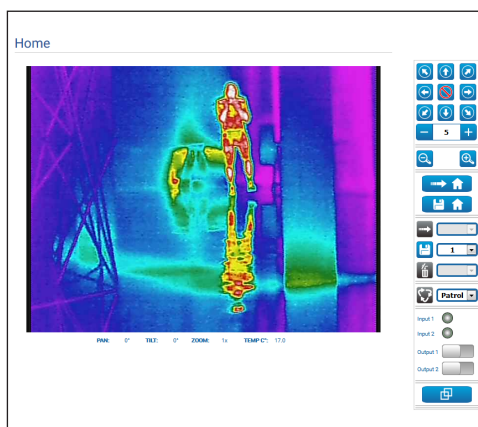 Home
5
1
Patrol
Input 1
Input 2
Output 1
Output 2
PAN: 0° TILT: 0° ZOOM: 1x TEMP C°: 17.0